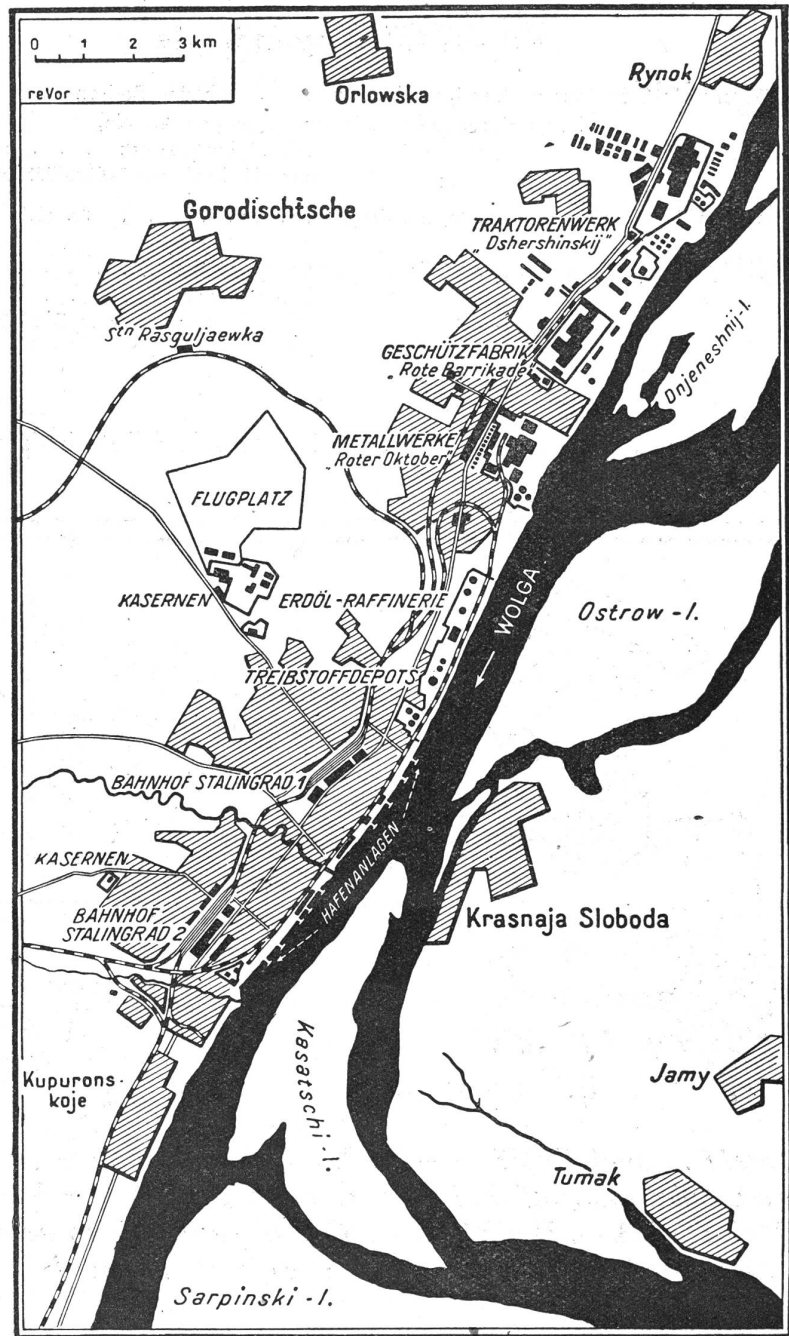 0 1 2 3 km
reVor
Orlowska
Rynok
Gorodischtsche
TRAKTORENWERK
„Dshershinskij"
Stn Rasguljaewka
GESCHÜTZFABRIK
„Rote Barrikade"
Dnjeneshnij-I.
METALLWERKE
„Roter Oktober"
FLUGPLATZ
KASERNEN
ERDÖL-RAFFINERIE
WOLGA
Ostrow-I.
TREIBSTOFFDEPOTS
BAHNHOF STALINGRAD 1
KASERNEN
HAFENANLAGEN
BAHNHOF
STALINGRAD 2
Krasnaja Sloboda
Kasatschi-I.
Kupurons-
koje
Jamy
Tumak
Sarpinski-I.